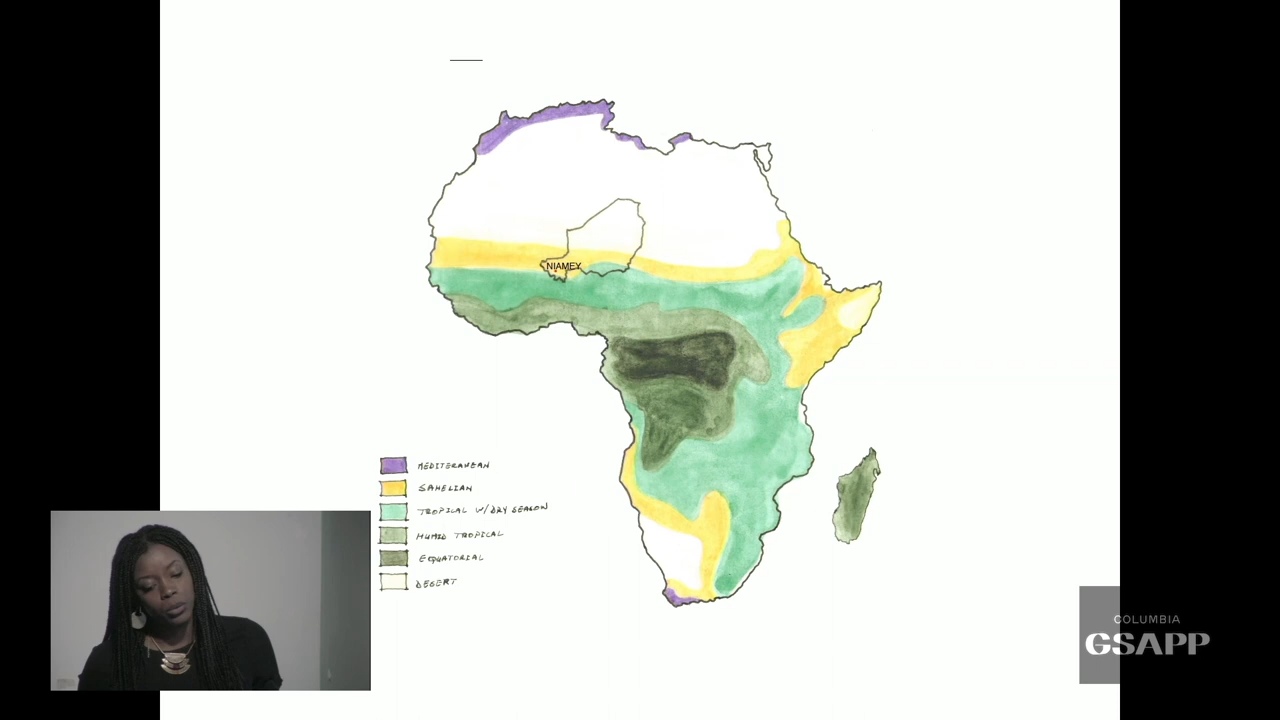 NIAMEY
MEDITERANEAN
SAHELIAN
TROPICAL W/DRY SEASON
HUMID TROPICAL
EQUATORIAL
DESERT
COLUMBIA
GSAPP